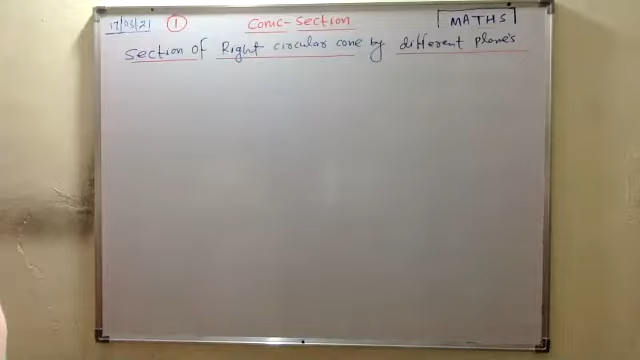 17/03/21 1 Conic-Section MATHS
Section of Right circular cone by different plane's